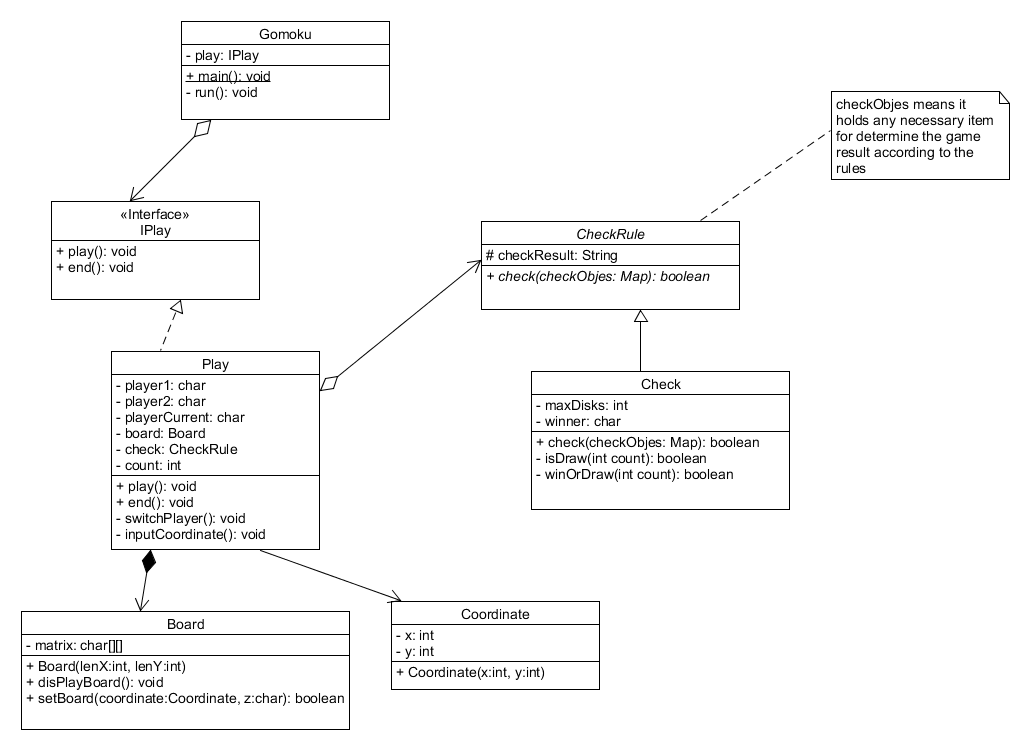 Gomoku
- play: IPlay
+ main(): void
- run(): void
checkObjes means it
holds any necessary item
for determine the game
result according to the
rules
«Interface»
IPlay
+ play(): void
+ end(): void
CheckRule
# checkResult: String
+ check(checkObjes: Map): boolean
Play
- player1: char
- player2: char
- playerCurrent: char
- board: Board
- check: CheckRule
- count: int
+ play(): void
+ end(): void
- switchPlayer(): void
- inputCoordinate(): void
Check
- maxDisks: int
- winner: char
+ check(checkObjes: Map): boolean
- isDraw(int count): boolean
- winOrDraw(int count): boolean
Board
- matrix: char[][]
+ Board(lenX:int, lenY:int)
+ disPlayBoard(): void
+ setBoard(coordinate:Coordinate, z:char): boolean
Coordinate
- x: int
- y: int
+ Coordinate(x:int, y:int)